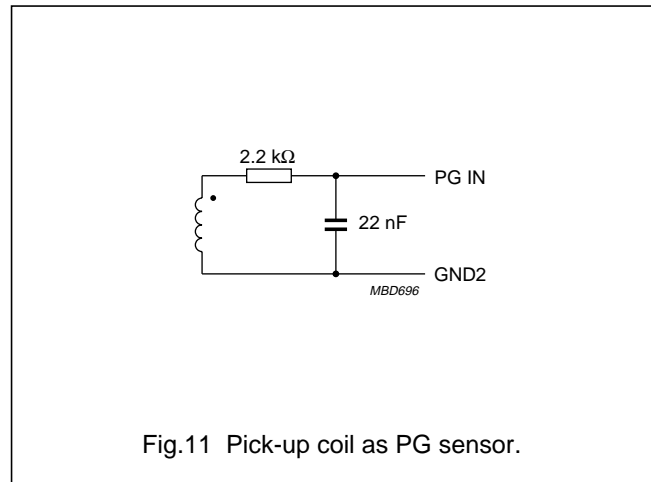 2.2 kΩ
PG IN
22 nF
GND2
MBD696
Fig.11 Pick-up coil as PG sensor.